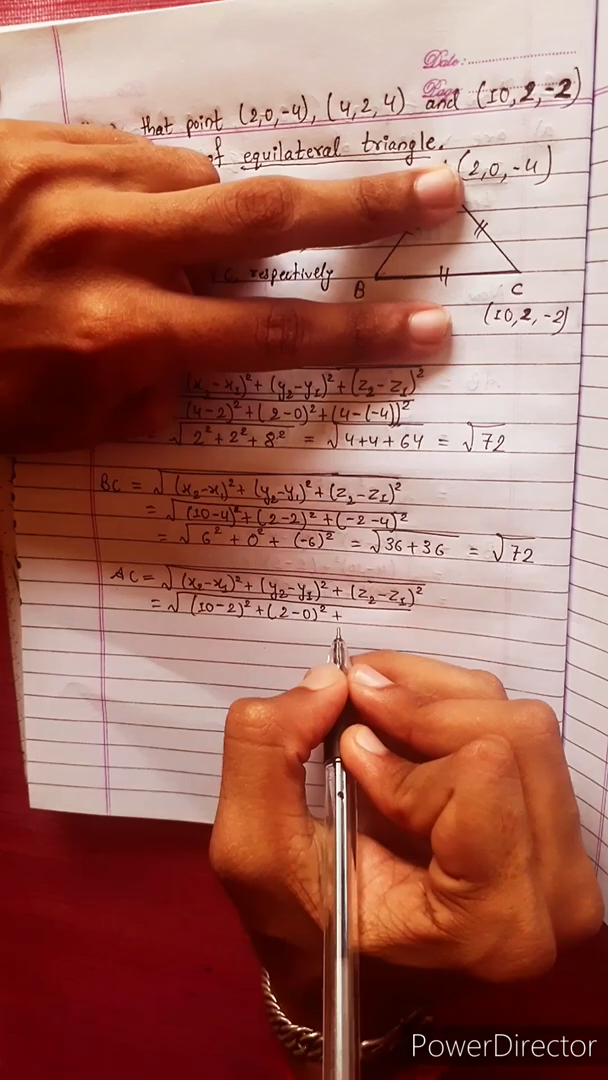 Date:
Page
that point (2,0,-4), (4,2,4) and (10,2,-2)
of equilateral triangle.
(2,0,-4)
C respectively
B
C
(10,2,-2)
(x₂-x₁)²+(y₂-y₁)²+(z₂-z₁)²
(4-2)²+(2-0)²+(4-(-4))²
√2²+2²+8² = √4+4+64 = √72
BC = √(x₂-x₁)²+(y₂-y₁)²+(z₂-z₁)²
= √(10-4)²+(2-2)²+(-2-4)²
= √6²+0²+(-6)² = √36+36 = √72
AC = √(x₂-x₁)²+(y₂-y₁)²+(z₂-z₁)²
= √(10-2)²+(2-0)²+
PowerDirector